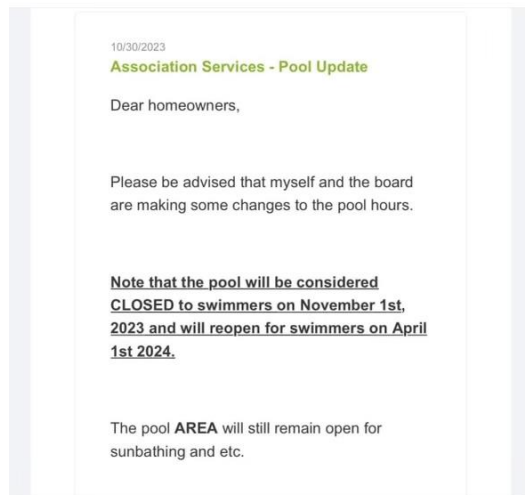 10/30/2023
Association Services - Pool Update
Dear homeowners,
Please be advised that myself and the board
are making some changes to the pool hours.
Note that the pool will be considered
CLOSED to swimmers on November 1st,
2023 and will reopen for swimmers on April
1st 2024.
The pool AREA will still remain open for
sunbathing and etc.